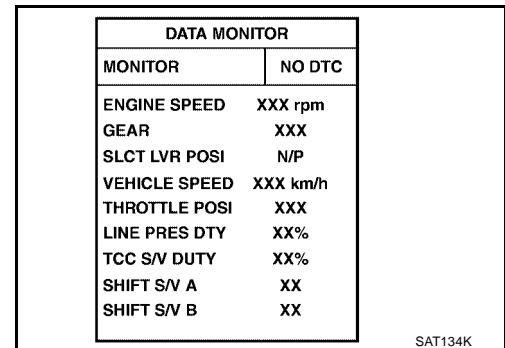 DATA MONITOR
MONITOR NO DTC
ENGINE SPEED XXX rpm
GEAR XXX
SLCT LVR POSI N/P
VEHICLE SPEED XXX km/h
THROTTLE POSI XXX
LINE PRES DTY XX%
TCC S/V DUTY XX%
SHIFT S/V A XX
SHIFT S/V B XX
SAT134K